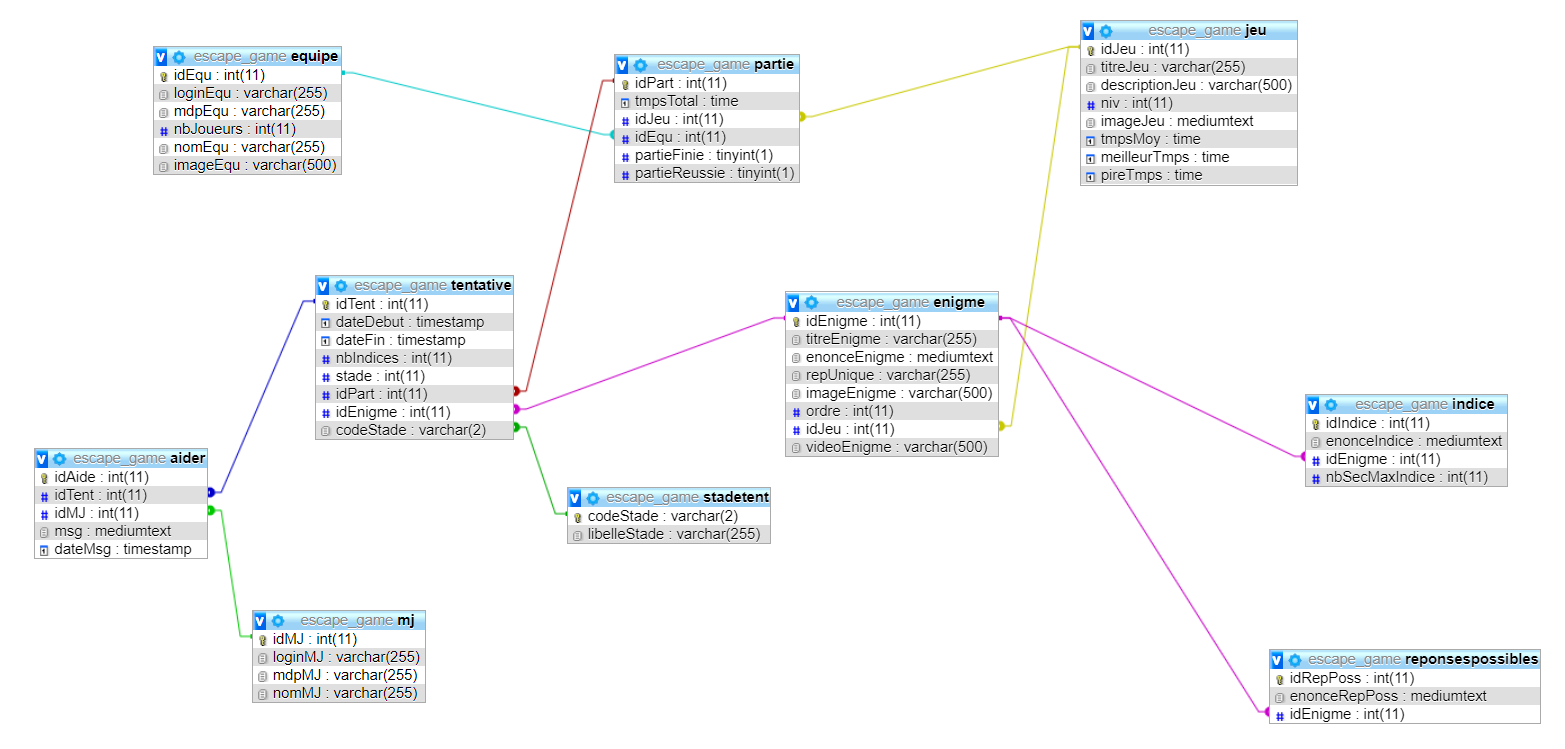 escape_game equipe
idEqu : int(11)
loginEqu : varchar(255)
mdpEqu : varchar(255)
nbJoueurs : int(11)
nomEqu : varchar(255)
imageEqu : varchar(500)
escape_game partie
idPart : int(11)
tmpsTotal : time
idJeu : int(11)
idEqu : int(11)
partieFinie : tinyint(1)
partieReussie : tinyint(1)
escape_game jeu
idJeu : int(11)
titreJeu : varchar(255)
descriptionJeu : varchar(500)
niv : int(11)
imageJeu : mediumtext
tmpsMoy : time
meilleurTmps : time
pireTmps : time
escape_game tentative
idTent : int(11)
dateDebut : timestamp
dateFin : timestamp
nbIndices : int(11)
stade : int(11)
idPart : int(11)
idEnigme : int(11)
codeStade : varchar(2)
escape_game enigme
idEnigme : int(11)
titreEnigme : varchar(255)
enonceEnigme : mediumtext
repUnique : varchar(255)
imageEnigme : varchar(500)
ordre : int(11)
idJeu : int(11)
videoEnigme : varchar(500)
escape_game indice
idIndice : int(11)
enonceIndice : mediumtext
idEnigme : int(11)
nbSecMaxIndice : int(11)
escape_game aider
idAide : int(11)
idTent : int(11)
idMJ : int(11)
msg : mediumtext
dateMsg : timestamp
escape_game stadetent
codeStade : varchar(2)
libelleStade : varchar(255)
escape_game mj
idMJ : int(11)
loginMJ : varchar(255)
mdpMJ : varchar(255)
nomMJ : varchar(255)
escape_game reponsespossibles
idRepPoss : int(11)
enonceRepPoss : mediumtext
idEnigme : int(11)